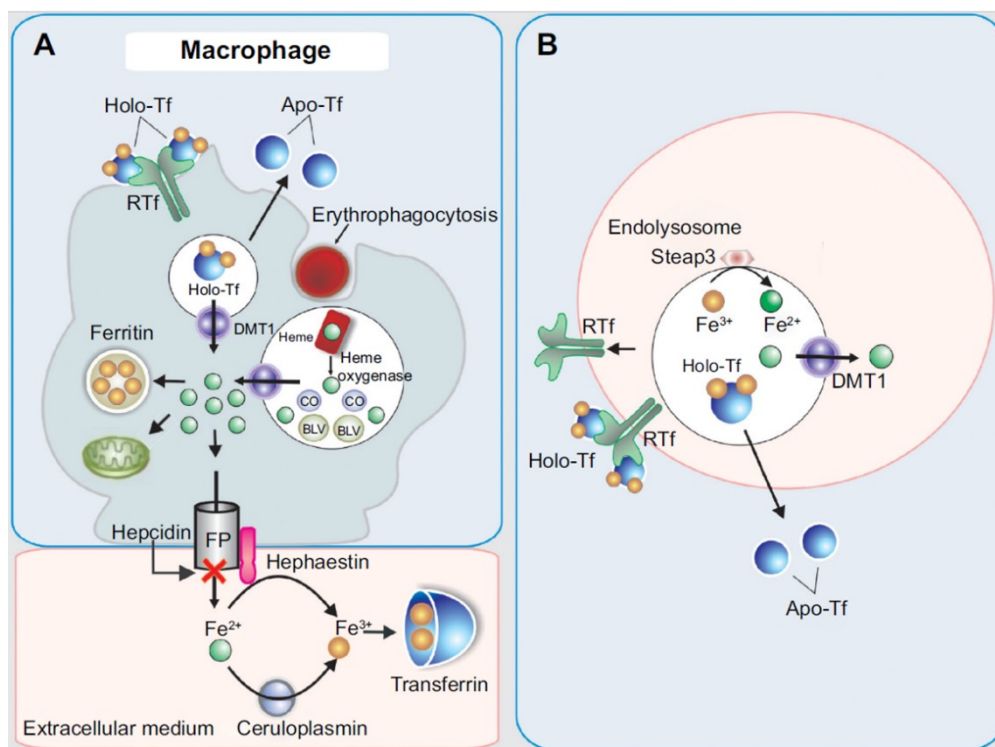 A
Macrophage
Holo-Tf
Apo-Tf
RTf
Erythrophagocytosis
Holo-Tf
DMT1
Ferritin
Heme
Heme
oxygenase
CO
CO
BLV
BLV
Hepcidin
FP
Hephaestin
Fe²⁺
Fe³⁺
Transferrin
Extracellular medium
Ceruloplasmin
B
Endolysosome
Steap3
Fe³⁺
Fe²⁺
RTf
Holo-Tf
DMT1
RTf
Holo-Tf
Apo-Tf